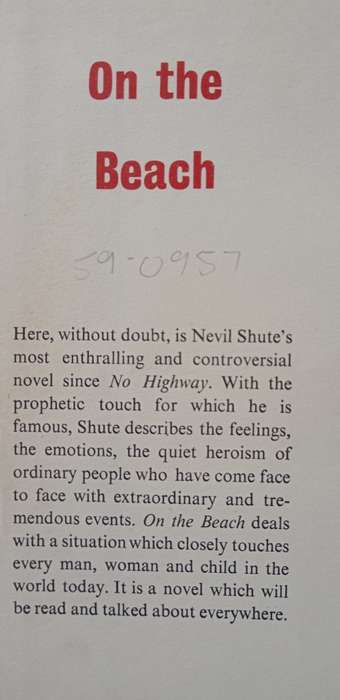 On the
Beach
59-0957
Here, without doubt, is Nevil Shute's
most enthralling and controversial
novel since No Highway. With the
prophetic touch for which he is
famous, Shute describes the feelings,
the emotions, the quiet heroism of
ordinary people who have come face
to face with extraordinary and tre-
mendous events. On the Beach deals
with a situation which closely touches
every man, woman and child in the
world today. It is a novel which will
be read and talked about everywhere.